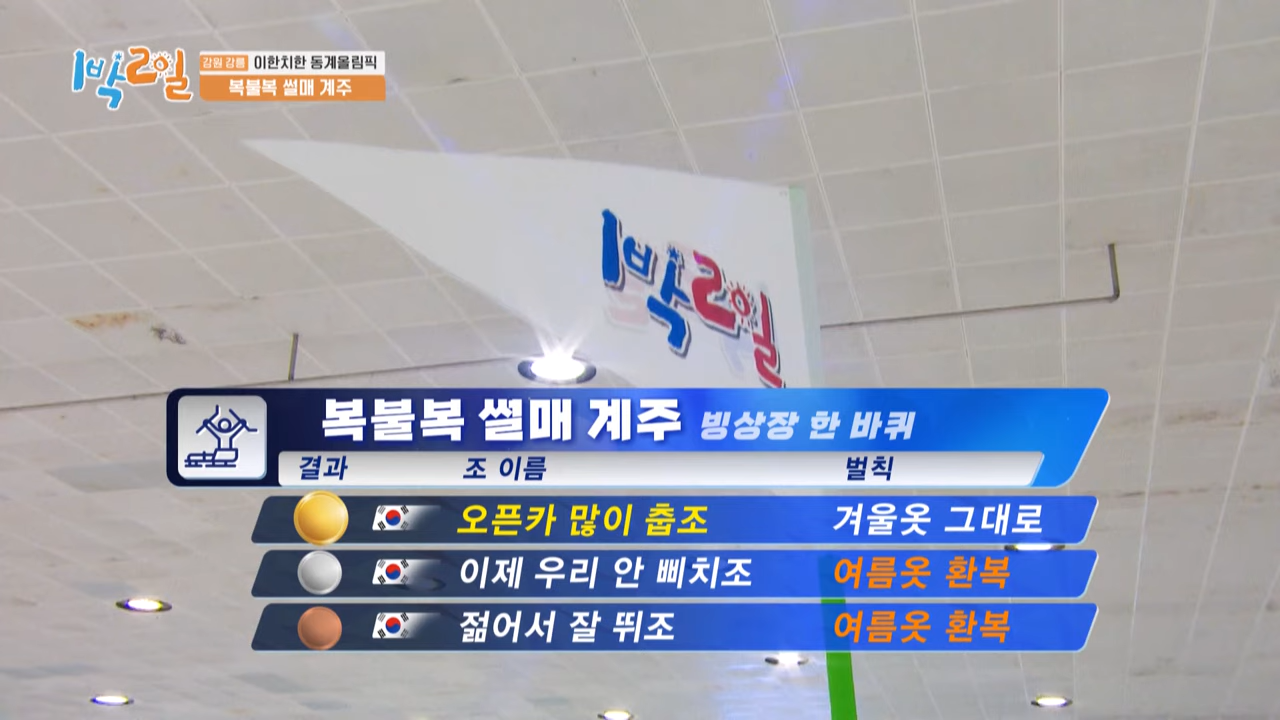 1박2일
강원 강릉 이한치한 동계올림픽
복불복 썰매 계주
1박2일
복불복 썰매 계주 빙상장 한 바퀴
결과 조 이름 벌칙
오픈카 많이 춥조 겨울옷 그대로
이제 우리 안 삐치조 여름옷 환복
젊어서 잘 뛰조 여름옷 환복